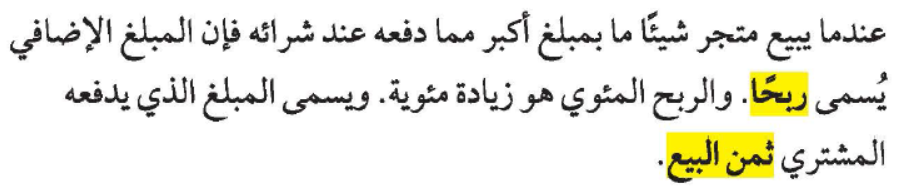 عندما يبيع متجر شيئًا ما بمبلغ أكبر مما دفعه عند شرائه فإن المبلغ الإضافي
يُسمى ربحًا. والربح المئوي هو زيادة مئوية. ويسمى المبلغ الذي يدفعه
المشتري ثمن البيع.